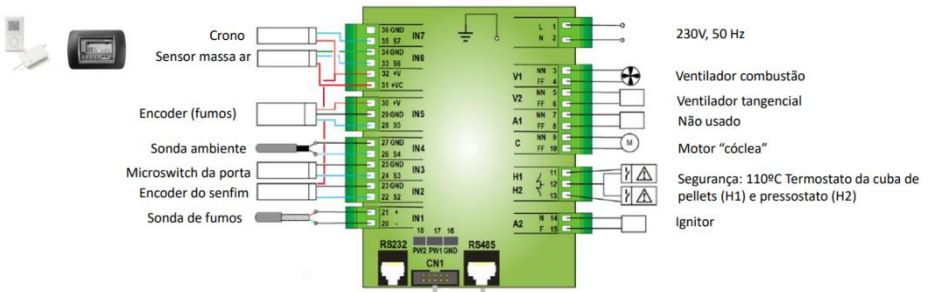 Crono
Sensor massa ar
Encoder (fumos)
Sonda ambiente
Microswitch da porta
Encoder do senfim
Sonda de fumos
36 GND
35 S7
IN7
34 GND
33 S6
IN6
32 +V
31 +VC
30 +V
29 GND
IN5
28 S5
27 GND
IN4
26 S4
25 GND
IN3
24 S3
23 GND
IN2
22 S2
21 +
IN1
20 -
18 17 16
PW2 PW1 GND
RS232
RS485
CN1
L 1
N 2
V1
NN 3
FF 4
V2
NN 5
FF 6
A1
NN 7
FF 8
C
NN 9
FF 10
M
H1
11
H2
12
13
A2
N 14
F 15
230V, 50 Hz
Ventilador combustão
Ventilador tangencial
Não usado
Motor “cóclea”
Segurança: 110ºC Termostato da cuba de
pellets (H1) e pressostato (H2)
Ignitor